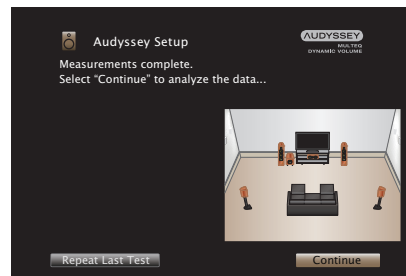 Audyssey Setup
AUDYSSEY
MULTEQ
DYNAMIC VOLUME
Measurements complete.
Select “Continue” to analyze the data...
Repeat Last Test
Continue